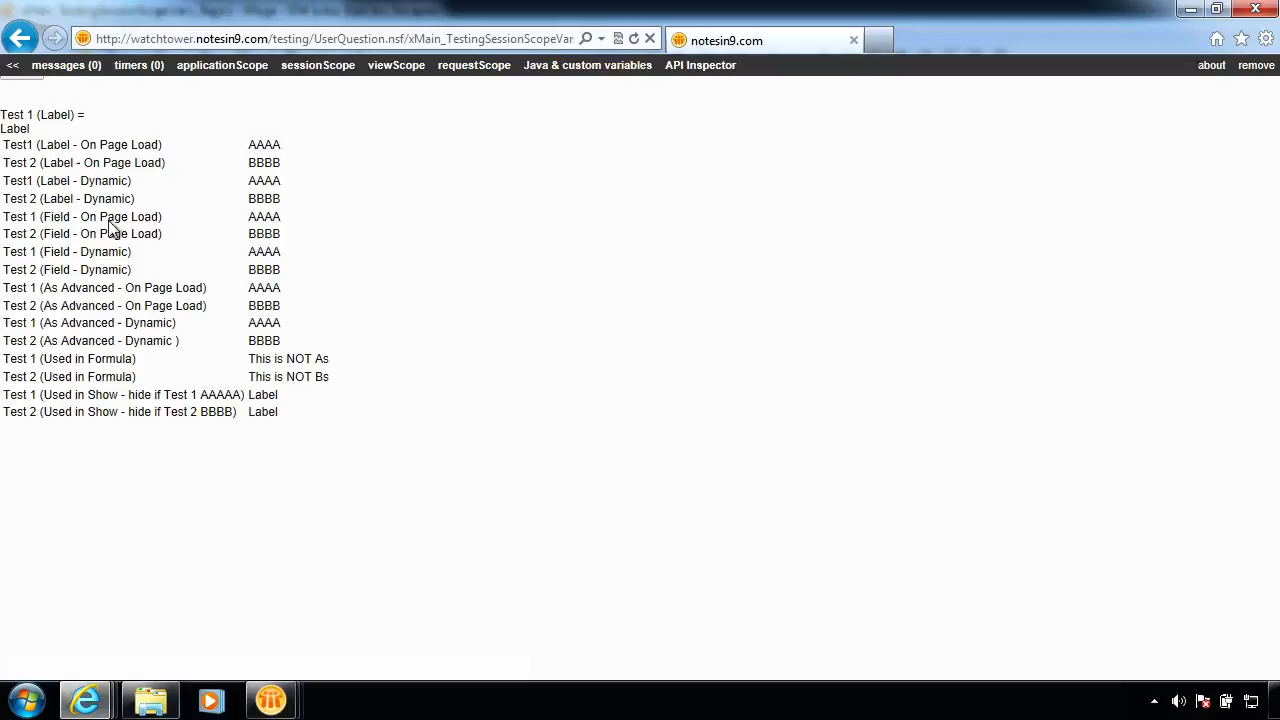 http://watchtower.notesin9.com/testing/UserQuestion.nsf/xMain_TestingSessionScopeVar
notesin9.com
<< messages (0) timers (0) applicationScope sessionScope viewScope requestScope Java & custom variables API Inspector about remove
Test 1 (Label) =
Label
Test1 (Label - On Page Load) AAAA
Test 2 (Label - On Page Load) BBBB
Test1 (Label - Dynamic) AAAA
Test 2 (Label - Dynamic) BBBB
Test 1 (Field - On Page Load) AAAA
Test 2 (Field - On Page Load) BBBB
Test 1 (Field - Dynamic) AAAA
Test 2 (Field - Dynamic) BBBB
Test 1 (As Advanced - On Page Load) AAAA
Test 2 (As Advanced - On Page Load) BBBB
Test 1 (As Advanced - Dynamic) AAAA
Test 2 (As Advanced - Dynamic ) BBBB
Test 1 (Used in Formula) This is NOT As
Test 2 (Used in Formula) This is NOT Bs
Test 1 (Used in Show - hide if Test 1 AAAAA) Label
Test 2 (Used in Show - hide if Test 2 BBBB) Label